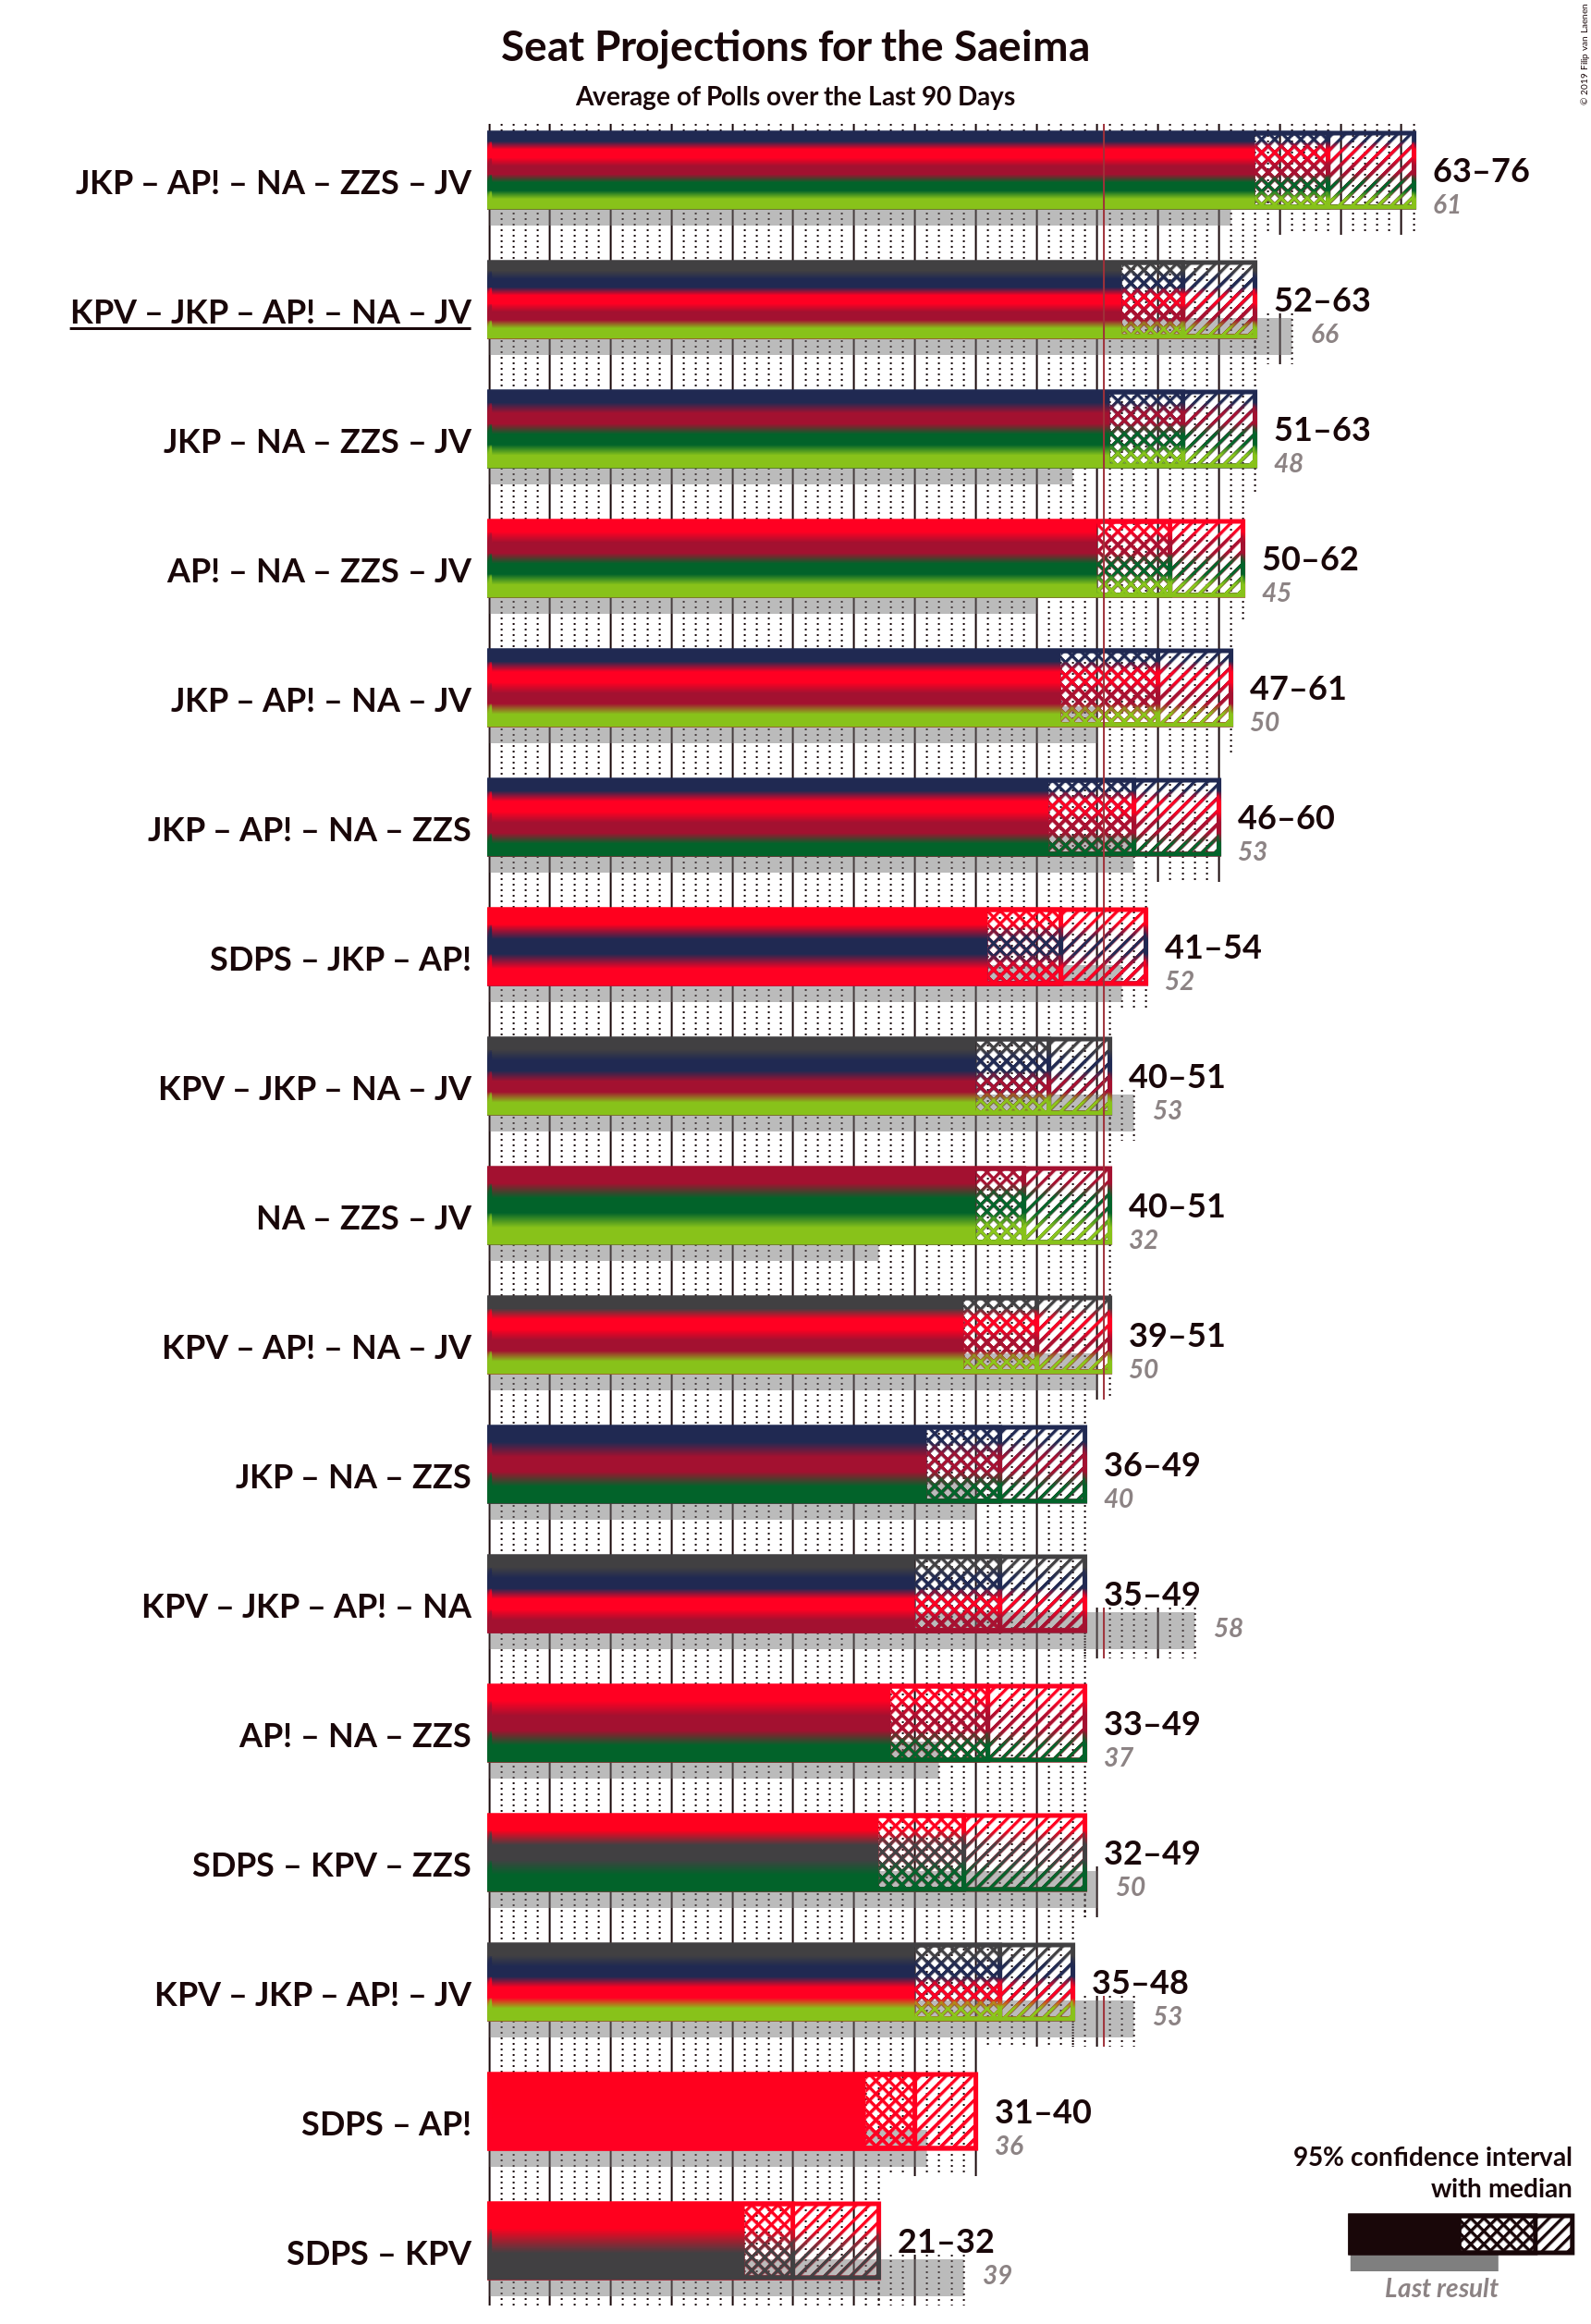 Seat Projections for the Saeima
Average of Polls over the Last 90 Days
© 2019 Filip van Laenen
JKP – AP! – NA – ZZS – JV
63–76
61
KPV – JKP – AP! – NA – JV
52–63
66
JKP – NA – ZZS – JV
51–63
48
AP! – NA – ZZS – JV
50–62
45
JKP – AP! – NA – JV
47–61
50
JKP – AP! – NA – ZZS
46–60
53
SDPS – JKP – AP!
41–54
52
KPV – JKP – NA – JV
40–51
53
NA – ZZS – JV
40–51
32
KPV – AP! – NA – JV
39–51
50
JKP – NA – ZZS
36–49
40
KPV – JKP – AP! – NA
35–49
58
AP! – NA – ZZS
33–49
37
SDPS – KPV – ZZS
32–49
50
KPV – JKP – AP! – JV
35–48
53
SDPS – AP!
31–40
36
SDPS – KPV
21–32
39
95% confidence interval
with median
Last result